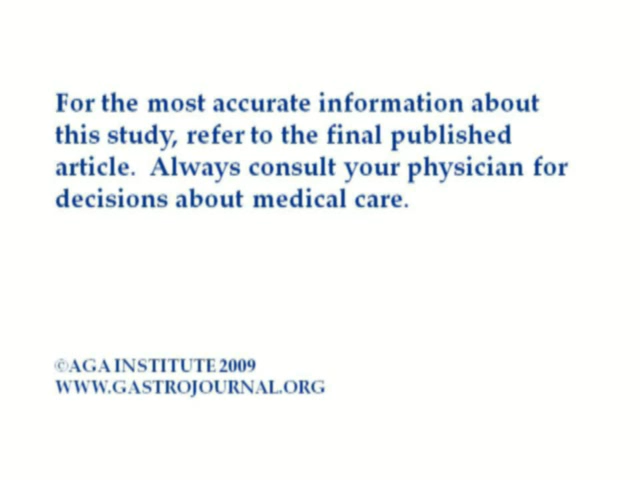 For the most accurate information about
this study, refer to the final published
article. Always consult your physician for
decisions about medical care.
©AGA INSTITUTE 2009
WWW.GASTROJOURNAL.ORG